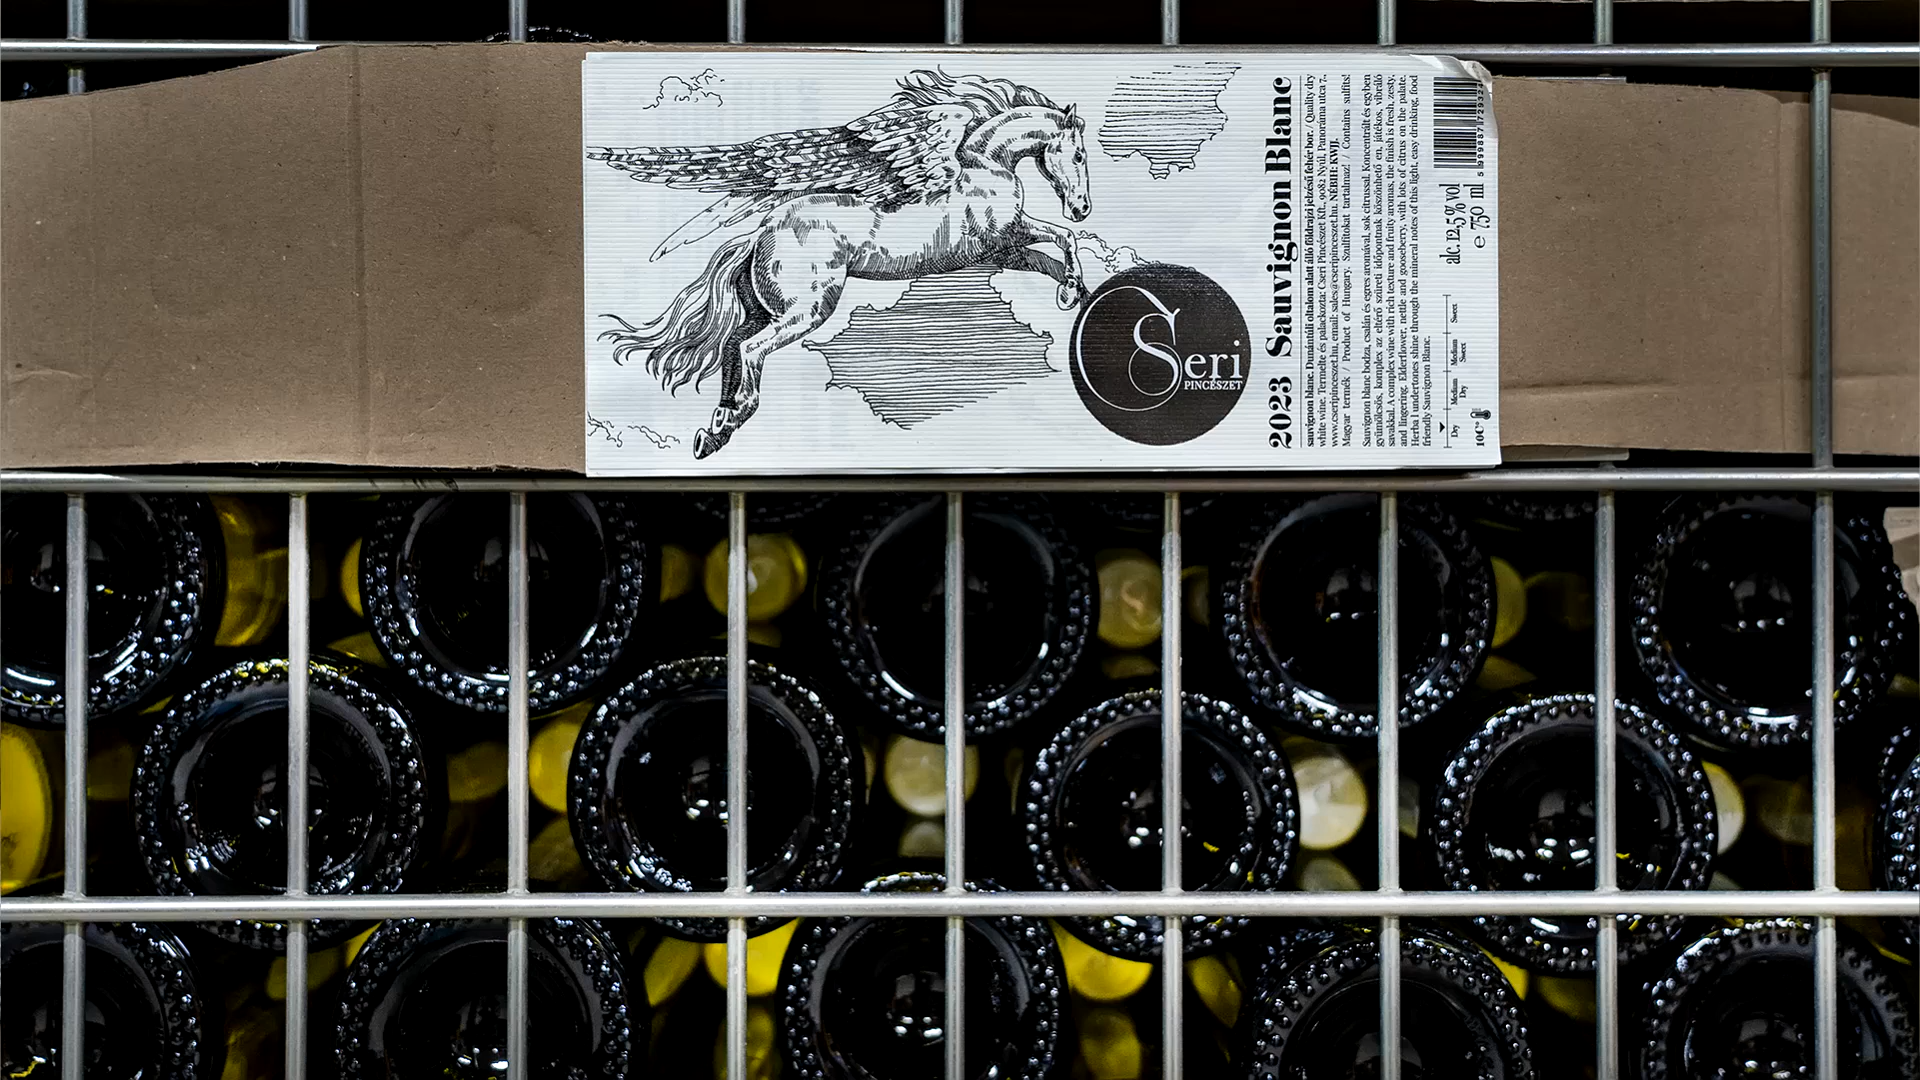 CSeri
PINCÉSZET
2023 Sauvignon Blanc
sauvignon blanc. Dunántúli oltalom alatt álló földrajzi jelzésű fehér bor. / Quality dry
white wine. Termelte és palackozta: Cseri Pincészet Kft., 9082 Nyúl, Panoráma utca 7.
www.cseripinceszet.hu, email: sales@cseripinceszet.hu. NÉBIH: KWJJ.
Magyar termék / Product of Hungary. Szulfitokat tartalmaz! / Contains sulfits!
Sauvignon blanc bodza, csalán és egres aromával, sok citrussal. Koncentrált és egyben
gyümölcsös, komplex az eltérő szüreti időpontnak köszönhető en, játékos, vibráló
savakkal. A complex wine with rich texture and fruity aromas, the finish is fresh, zesty,
and lingering. Elderflower, nettle and gooseberry, with lots of citrus on the palate.
Herbal undertones shine through the mineral notes of this light, easy drinking, food
friendly Sauvignon Blanc.
Dry
Medium
Dry
Medium
Sweet
Sweet
10C°
alc. 12,5 % vol
e 750 ml